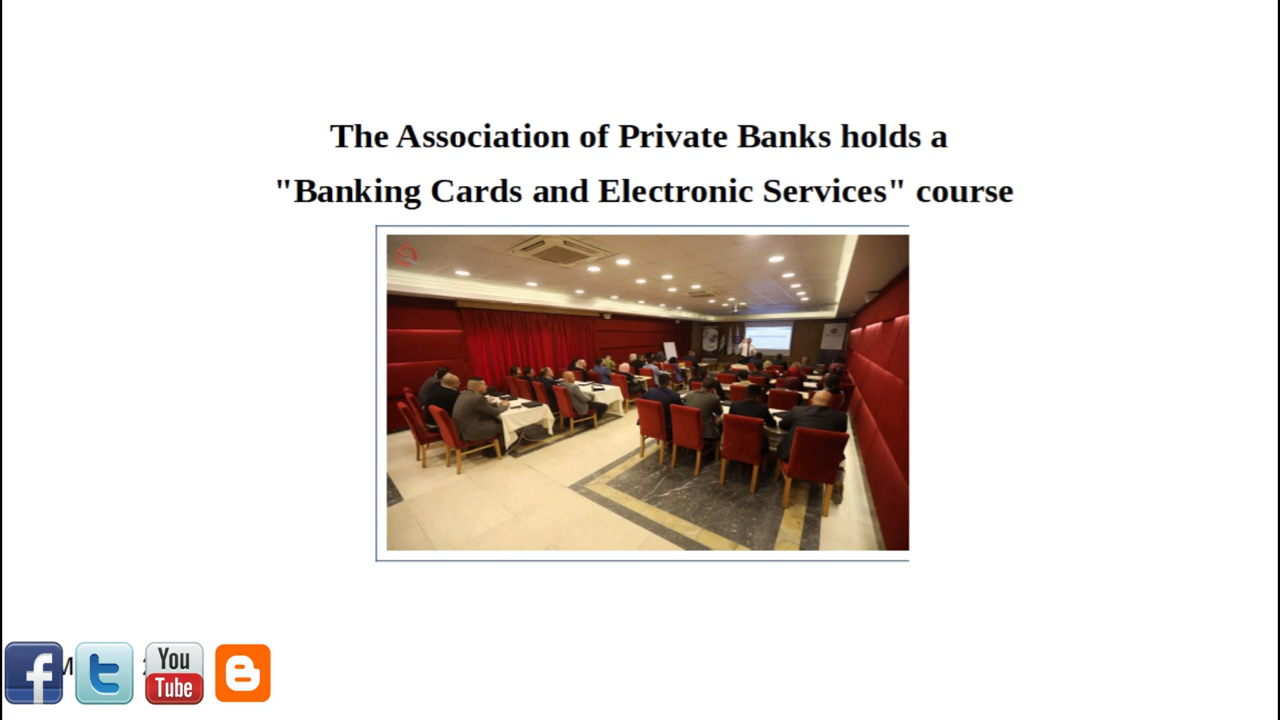 The Association of Private Banks holds a
"Banking Cards and Electronic Services" course
f
t
You
Tube
B